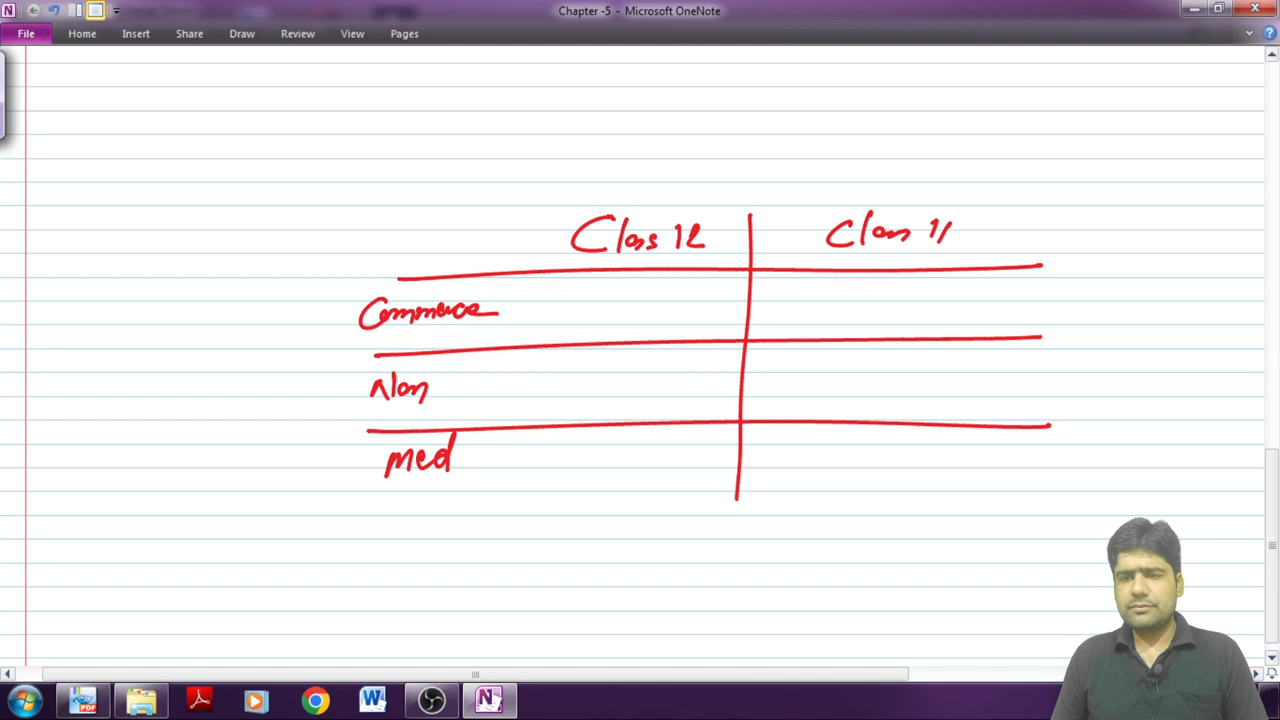 Chapter -5 - Microsoft OneNote
File Home Insert Share Draw Review View Pages
Class 12 Class 11
Commerce
Non
Med